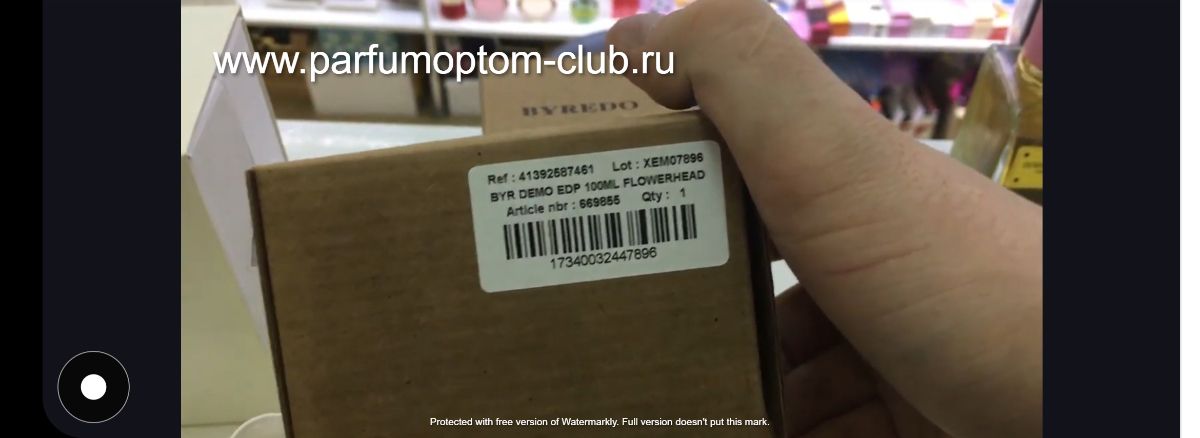 www.parfumoptom-club.ru
BYREDO
Ref : 41392587461 Lot : XEM07896
BYR DEMO EDP 100ML FLOWERHEAD
Article nbr : 669855 Qty : 1
17340032447896
Protected with free version of Watermarkly. Full version doesn't put this mark.